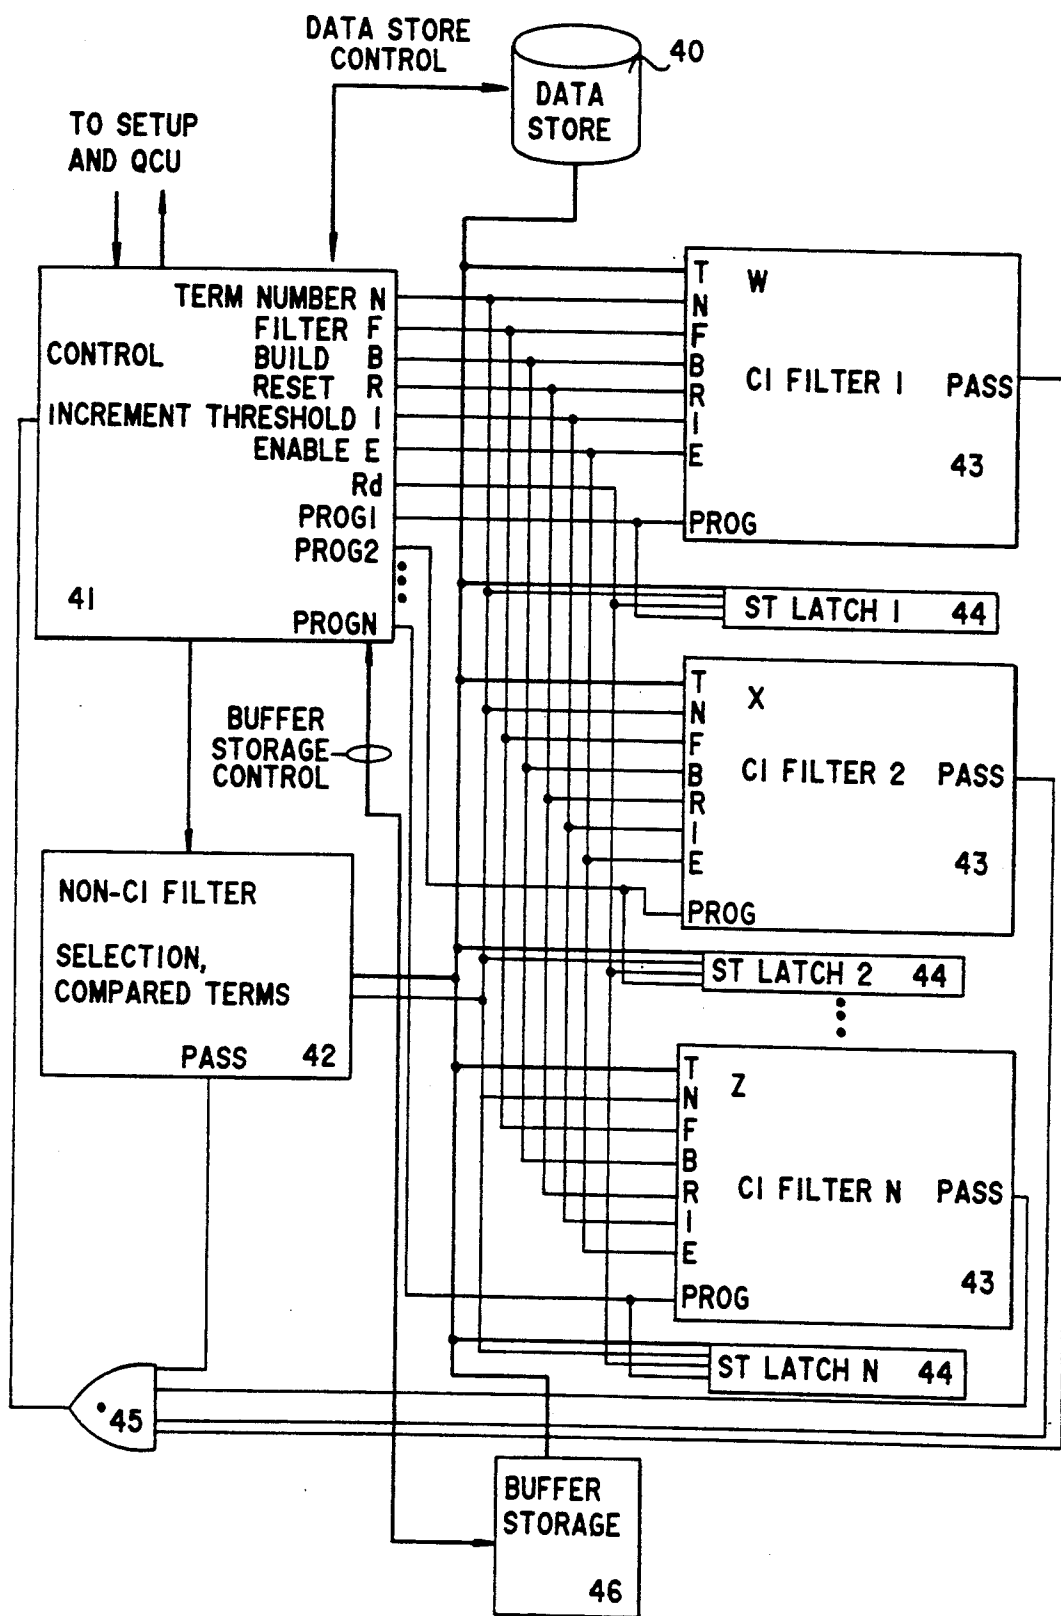 DATA STORE
CONTROL
40
DATA
STORE
TO SETUP
AND QCU
TERM NUMBER N
FILTER F
CONTROL
BUILD B
RESET R
INCREMENT THRESHOLD I
ENABLE E
Rd
PROG1
PROG2
41
PROGN
T
W
N
F
B
CI FILTER 1
PASS
R
I
E
43
PROG
ST LATCH 1
44
T
X
N
F
B
CI FILTER 2
PASS
R
I
E
43
PROG
ST LATCH 2
44
BUFFER
STORAGE
CONTROL
NON-CI FILTER
SELECTION,
COMPARED TERMS
PASS
42
T
Z
N
F
B
R
CI FILTER N
PASS
I
E
43
PROG
ST LATCH N
44
45
BUFFER
STORAGE
46